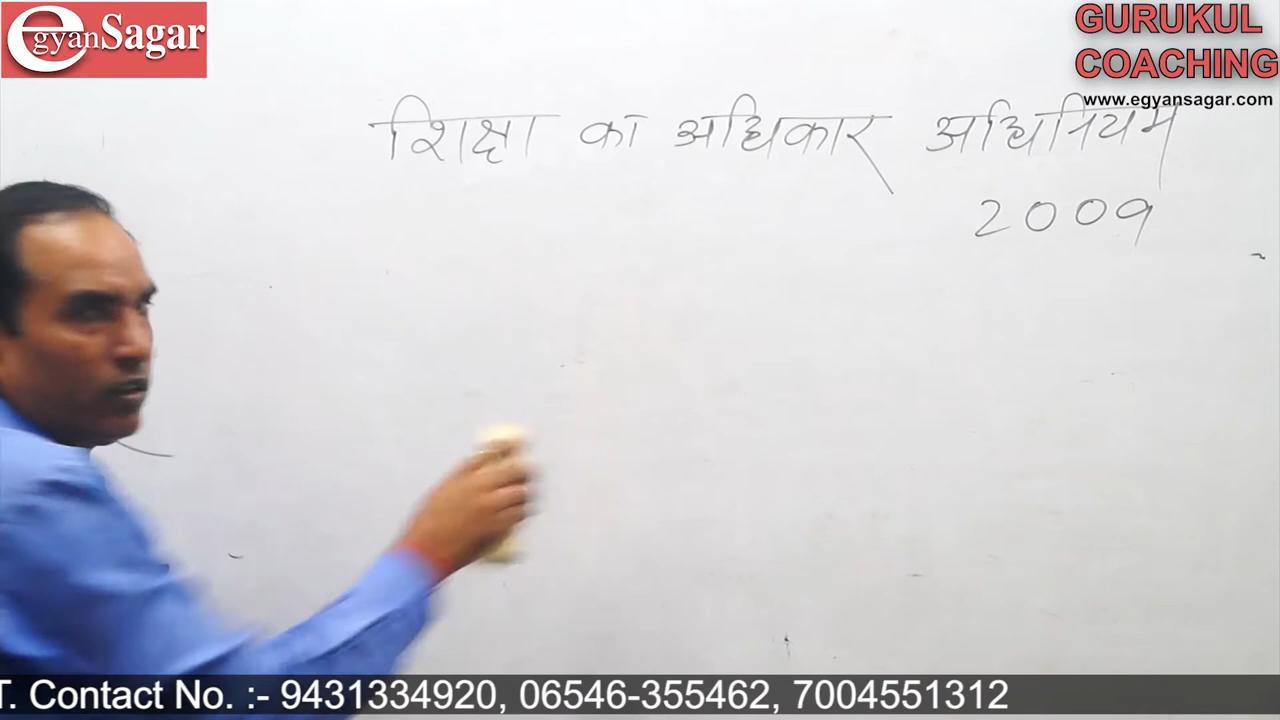 egyanSagar
GURUKUL
COACHING
www.egyansagar.com
शिक्षा का अधिकार अधिनियम
2009
T. Contact No. :- 9431334920, 06546-355462, 7004551312